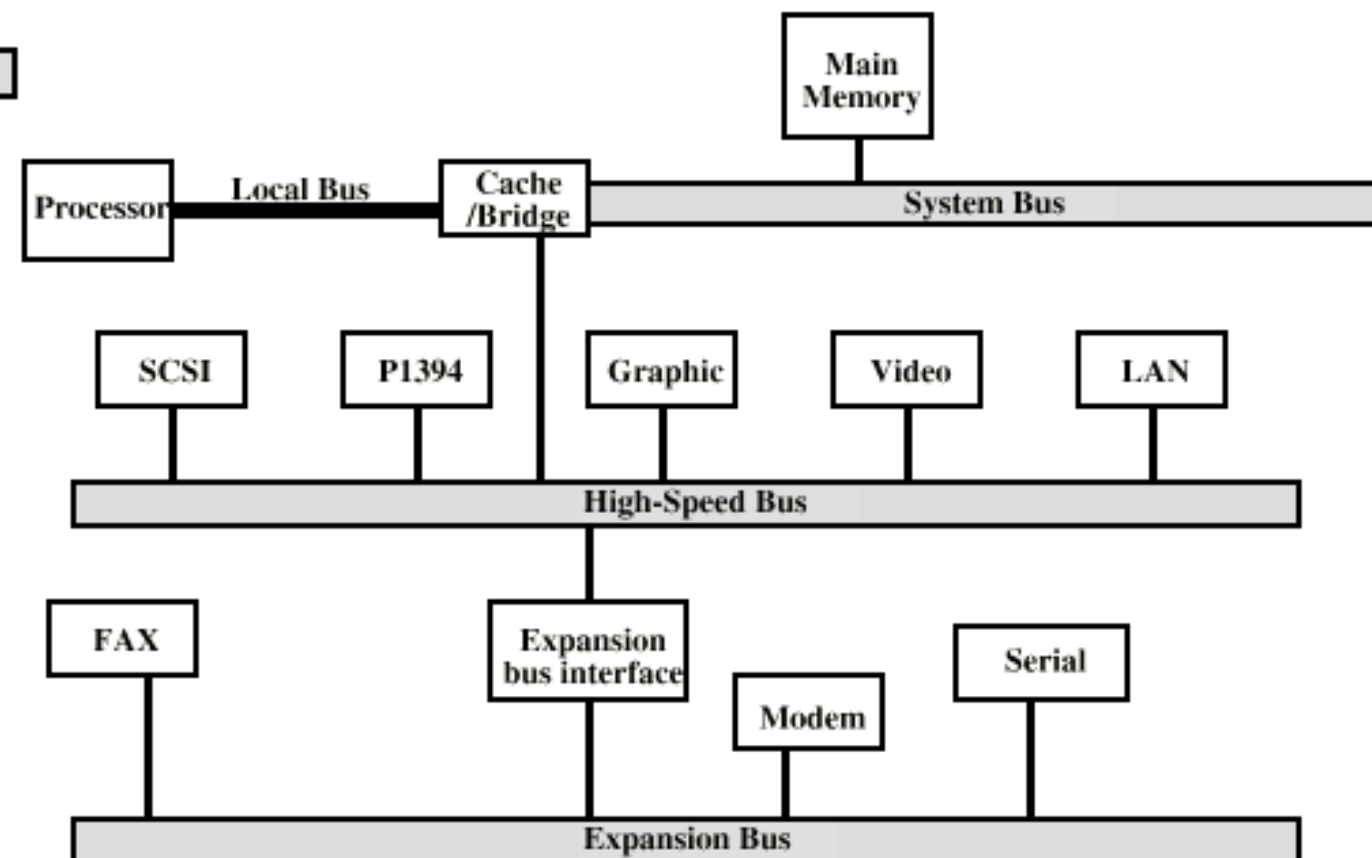 Main
Memory
Processor
Local Bus
Cache
/Bridge
System Bus
SCSI
P1394
Graphic
Video
LAN
High-Speed Bus
FAX
Expansion
bus interface
Modem
Serial
Expansion Bus